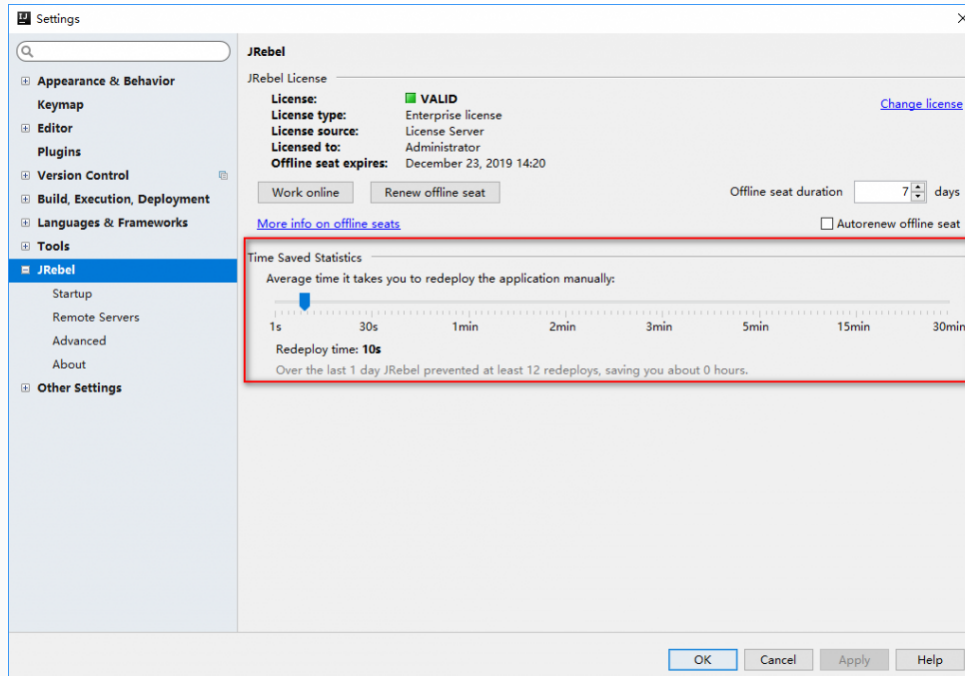 Settings
JRebel
Appearance & Behavior
Keymap
Editor
Plugins
Version Control
Build, Execution, Deployment
Languages & Frameworks
Tools
JRebel
Startup
Remote Servers
Advanced
About
Other Settings
JRebel License
License: VALID
Change license
License type: Enterprise license
License source: License Server
Licensed to: Administrator
Offline seat expires: December 23, 2019 14:20
Work online Renew offline seat Offline seat duration 7 days
More info on offline seats Autorenew offline seat
Time Saved Statistics
Average time it takes you to redeploy the application manually:
1s 30s 1min 2min 3min 5min 15min 30min
Redeploy time: 10s
Over the last 1 day JRebel prevented at least 12 redeploys, saving you about 0 hours.
OK Cancel Apply Help